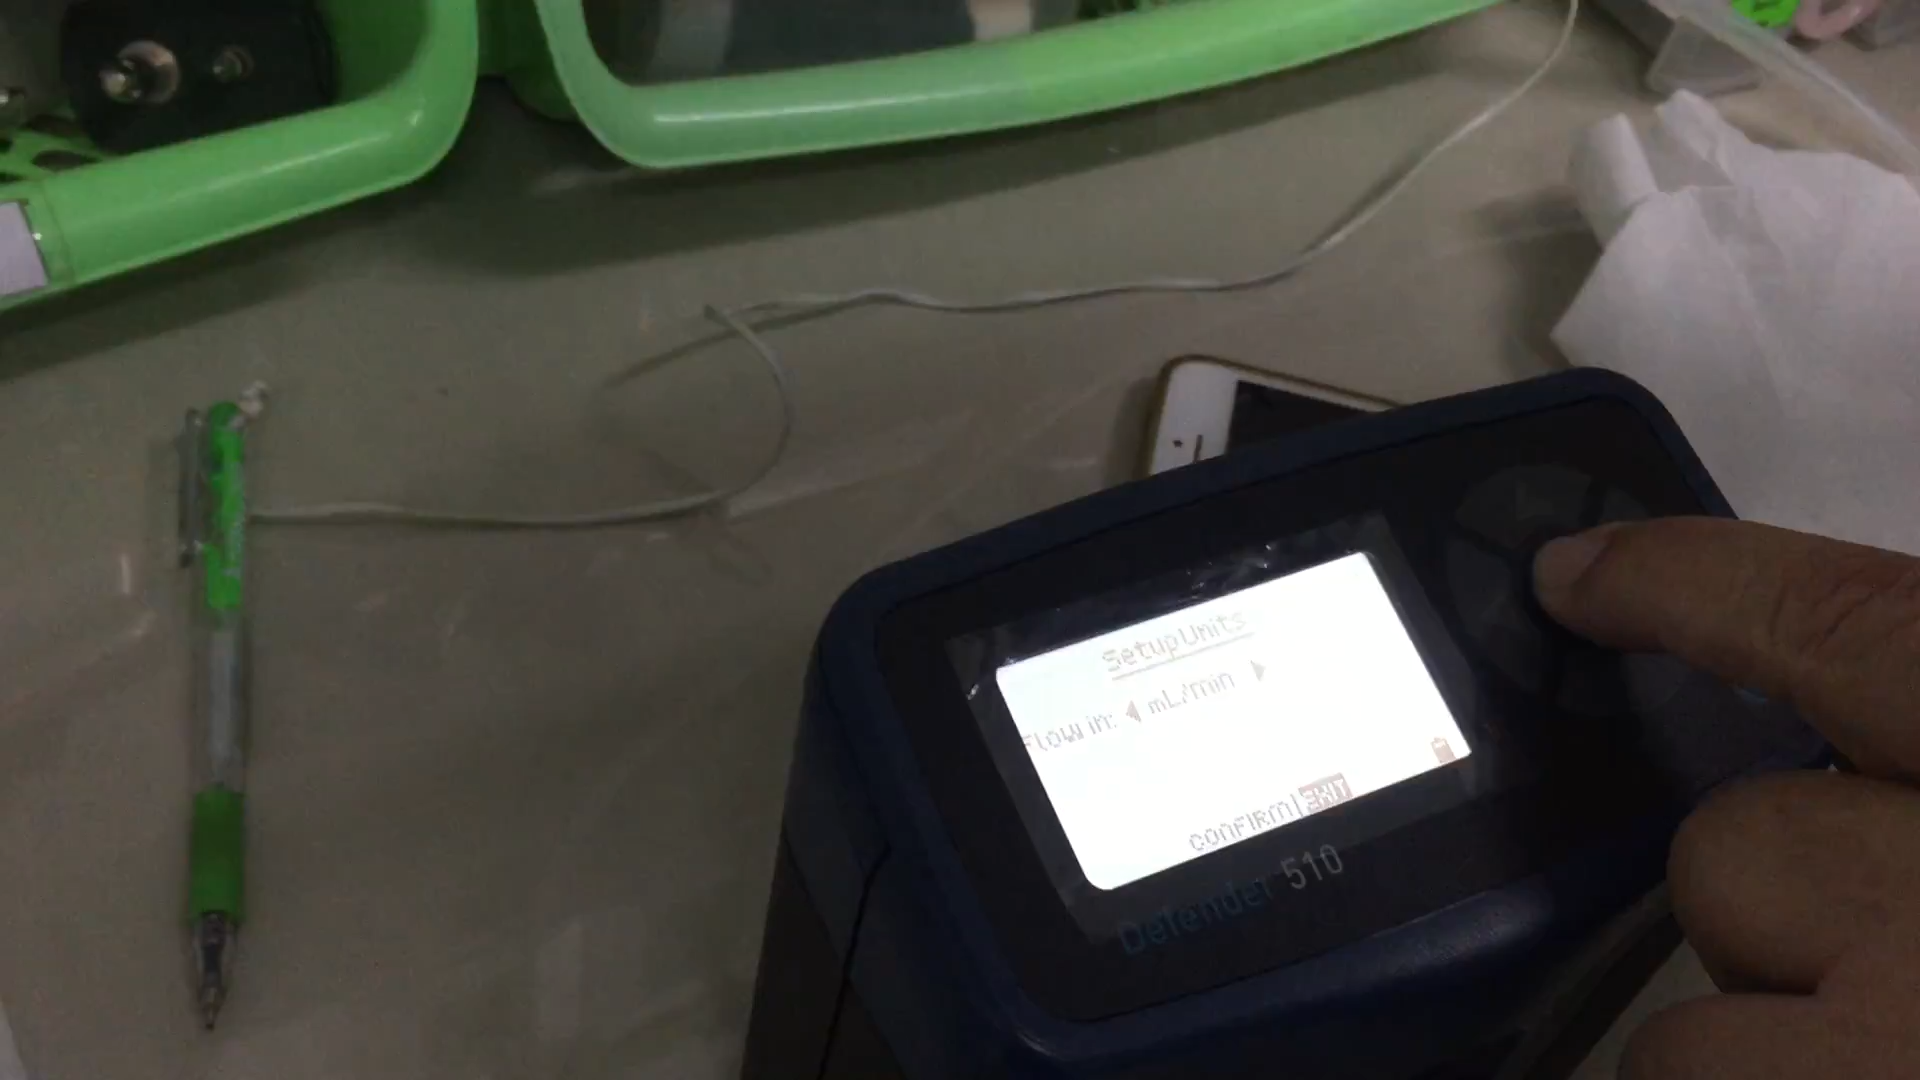 Setup Units
Flow in: ◀ mL/min ▶
CONFIRM|EXIT
Defender 510